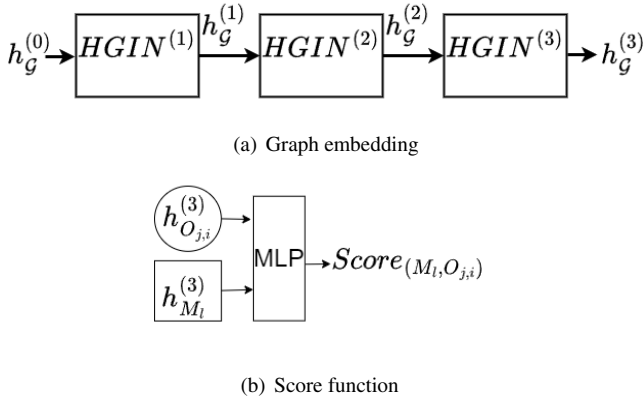 h_𝒢^(0) HGIN^(1) h_𝒢^(1) HGIN^(2) h_𝒢^(2) HGIN^(3) h_𝒢^(3)
(a) Graph embedding
h_{O_{j,i}}^(3)
MLP Score_{(M_l,O_{j,i})}
h_{M_l}^(3)
(b) Score function